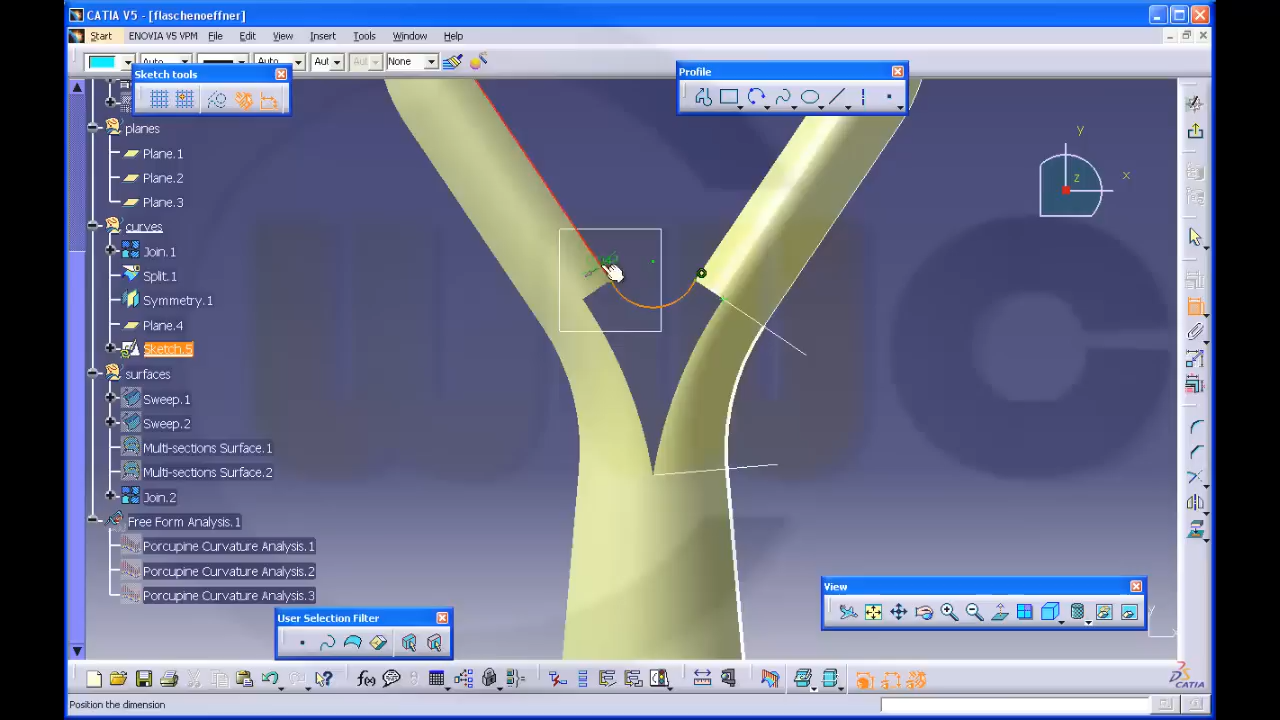 CATIA V5 - [flaschenoeffner]
Start
ENOVIA V5 VPM
File
Edit
View
Insert
Tools
Window
Help
Auto
Auto
Aut
Aut
None
Sketch tools
Profile
planes
Plane.1
Plane.2
Plane.3
curves
Join.1
Split.1
Symmetry.1
Plane.4
Sketch.5
surfaces
Sweep.1
Sweep.2
Multi-sections Surface.1
Multi-sections Surface.2
Join.2
Free Form Analysis.1
Porcupine Curvature Analysis.1
Porcupine Curvature Analysis.2
Porcupine Curvature Analysis.3
y
z
x
View
User Selection Filter
f(x)
CATIA
Position the dimension